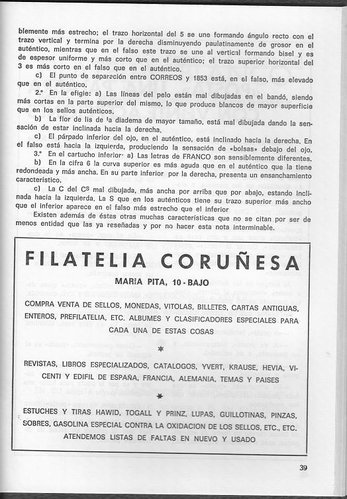 blemente más estrecho; el trazo horizontal del 5 se une formando ángulo recto con el
trazo vertical y termina por la derecha disminuyendo paulatinamente de grosor en el
auténtico, mientras que en el falso este trazo se une al vertical formando bisel y es
de espesor uniforme y más corto que en el auténtico; el trazo superior horizontal del
3 es más corto en el falso que en el auténtico.
c) El punto de separación entre CORREOS y 1853 está, en el falso, más elevado
que en el auténtico.
2.º En la efigie: a) Las líneas del pelo están mal dibujadas en el bandó, siendo
más cortas en la parte superior del mismo, lo que produce blancos de mayor superficie
que en los sellos auténticos.
b) La flor de lis de la diadema de mayor tamaño, está mal dibujada dando la sen-
sación de estar inclinada hacia la derecha.
c) El párpado inferior del ojo, en el auténtico, está inclinado hacia la derecha, En
el falso está hacia la izquierda, produciendo la sensación de «bolsas» debajo del ojo.
3.º En el cartucho inferior· a) Las letras de FRANCO son sensiblemente diferentes.
b) En la cifra 6 la curva superior es más aguda que en el auténtico que la tiene
redondeada y más ancha. En su parte inferior por la derecha, presenta un ensanchamiento
característico.
c) La C del Cº mal dibujada, más ancha por arriba que por abajo, estando incli-
nada hacia la izquierda, La S que en los auténticos tiene su trazo superior más ancho
que el inferior aparece en el falso más estrecho que el inferior
Existen además de éstas otras muchas características que no se citan por ser de
menos entidad que las ya reseñadas y por no hacer esta nota interminable.
FILATELIA CORUÑESA
MARIA PITA, 10 - BAJO
COMPRA VENTA DE SELLOS, MONEDAS, VITOLAS, BILLETES, CARTAS ANTIGUAS,
ENTEROS, PREFILATELIA, ETC. ALBUMES Y CLASIFICADORES ESPECIALES PARA
CADA UNA DE ESTAS COSAS
*
REVISTAS, LIBROS ESPECIALIZADOS, CATALOGOS, YVERT, KRAUSE, HEVIA, VI-
CENTI Y EDIFIL DE ESPAÑA, FRANCIA, ALEMANIA, TEMAS Y PAISES
*
ESTUCHES Y TIRAS HAWID, TOGALL Y PRINZ, LUPAS, GUILLOTINAS, PINZAS,
SOBRES, GASOLINA ESPECIAL CONTRA LA OXIDACION DE LOS SELLOS, ETC., ETC.
ATENDEMOS LISTAS DE FALTAS EN NUEVO Y USADO
39